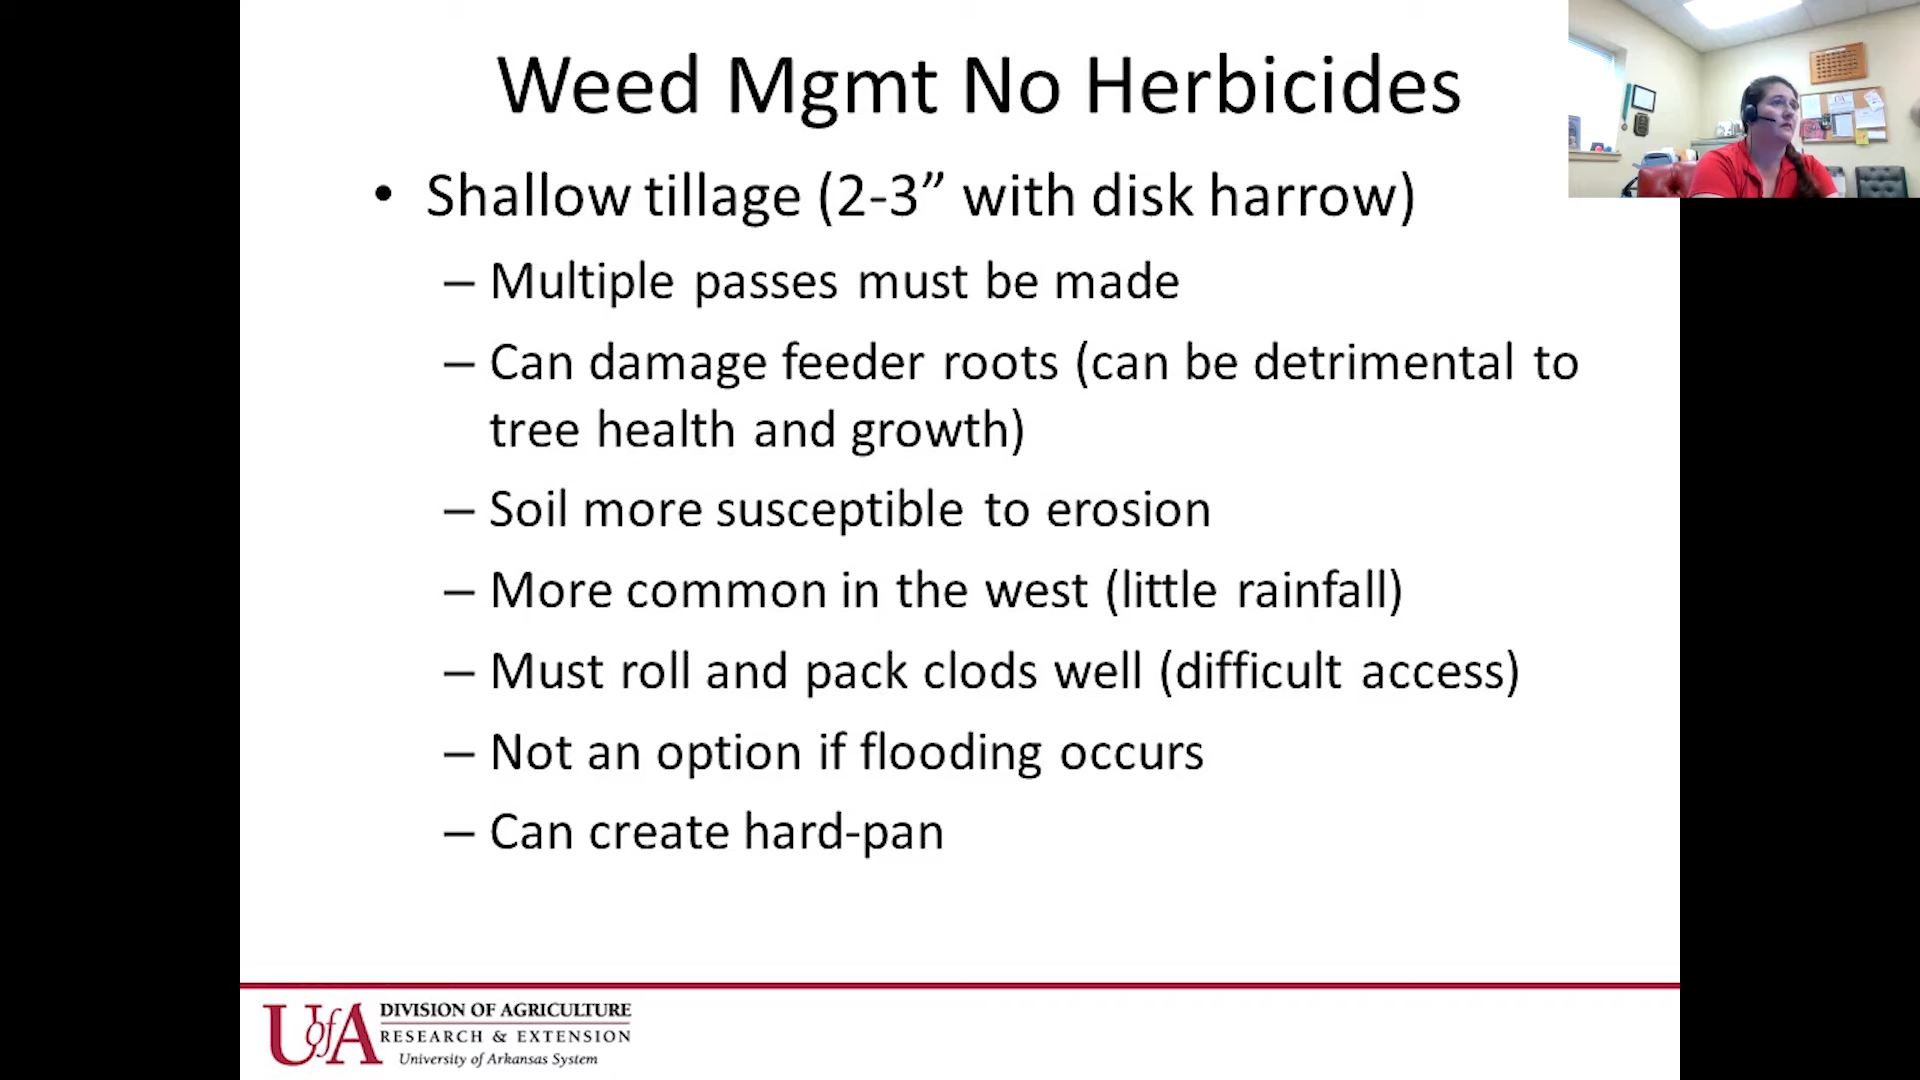 Weed Mgmt No Herbicides
• Shallow tillage (2-3” with disk harrow)
– Multiple passes must be made
– Can damage feeder roots (can be detrimental to
tree health and growth)
– Soil more susceptible to erosion
– More common in the west (little rainfall)
– Must roll and pack clods well (difficult access)
– Not an option if flooding occurs
– Can create hard-pan
UofA
DIVISION OF AGRICULTURE
RESEARCH & EXTENSION
University of Arkansas System